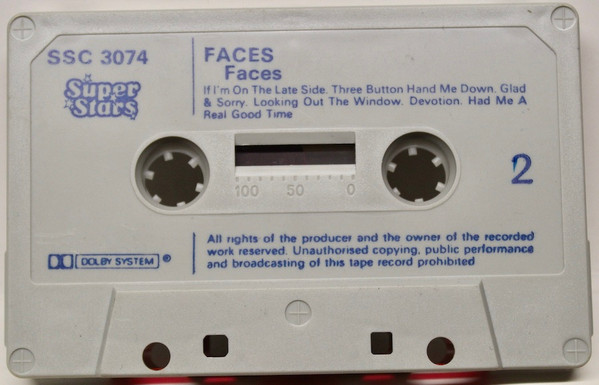 SSC 3074
Super
Stars
FACES
Faces
If I'm On The Late Side. Three Button Hand Me Down. Glad
& Sorry. Looking Out The Window. Devotion. Had Me A
Real Good Time
100 50 0
2
DOLBY SYSTEM ®
All rights of the producer and the owner of the recorded
work reserved. Unauthorised copying, public performance
and broadcasting of this tape record prohibited